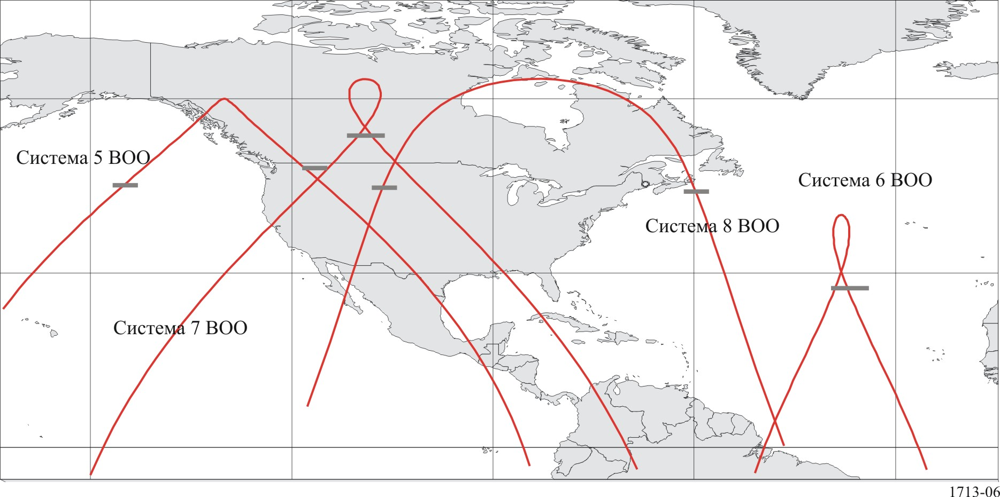 Система 5 ВОО
Система 6 ВОО
Система 8 ВОО
Система 7 ВОО
1713-06